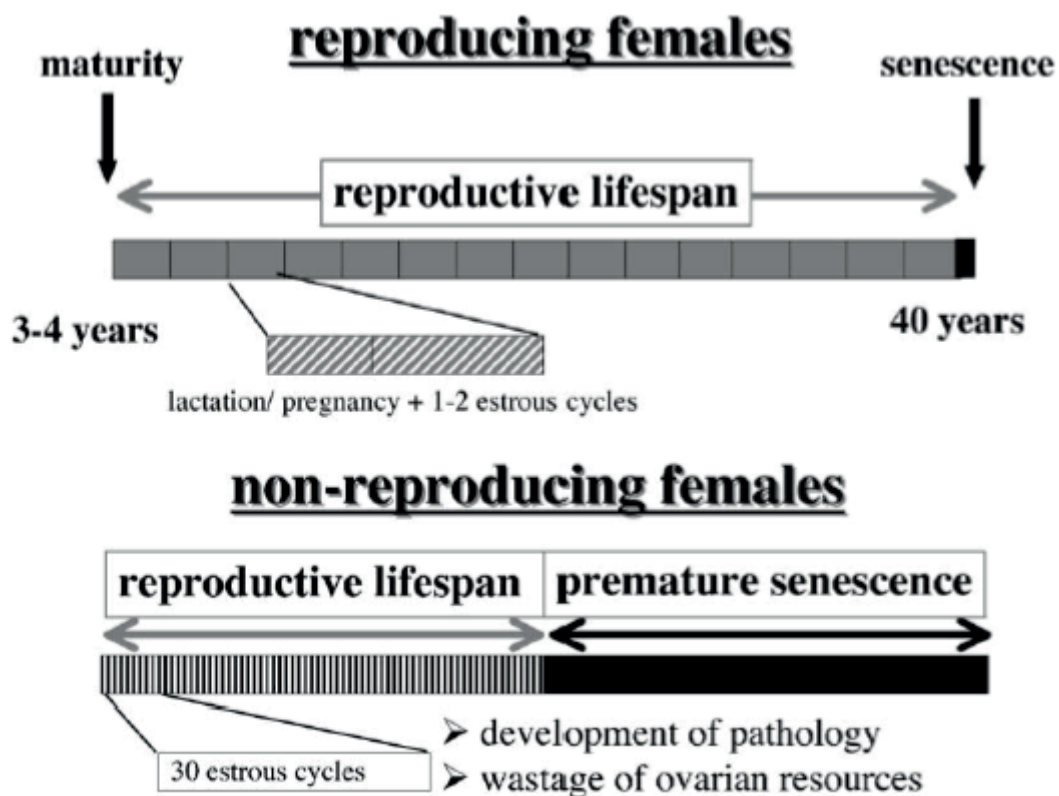 reproducing females
maturity
senescence
reproductive lifespan
3-4 years
40 years
lactation/ pregnancy + 1-2 estrous cycles
non-reproducing females
reproductive lifespan
premature senescence
30 estrous cycles
➢ development of pathology
➢ wastage of ovarian resources